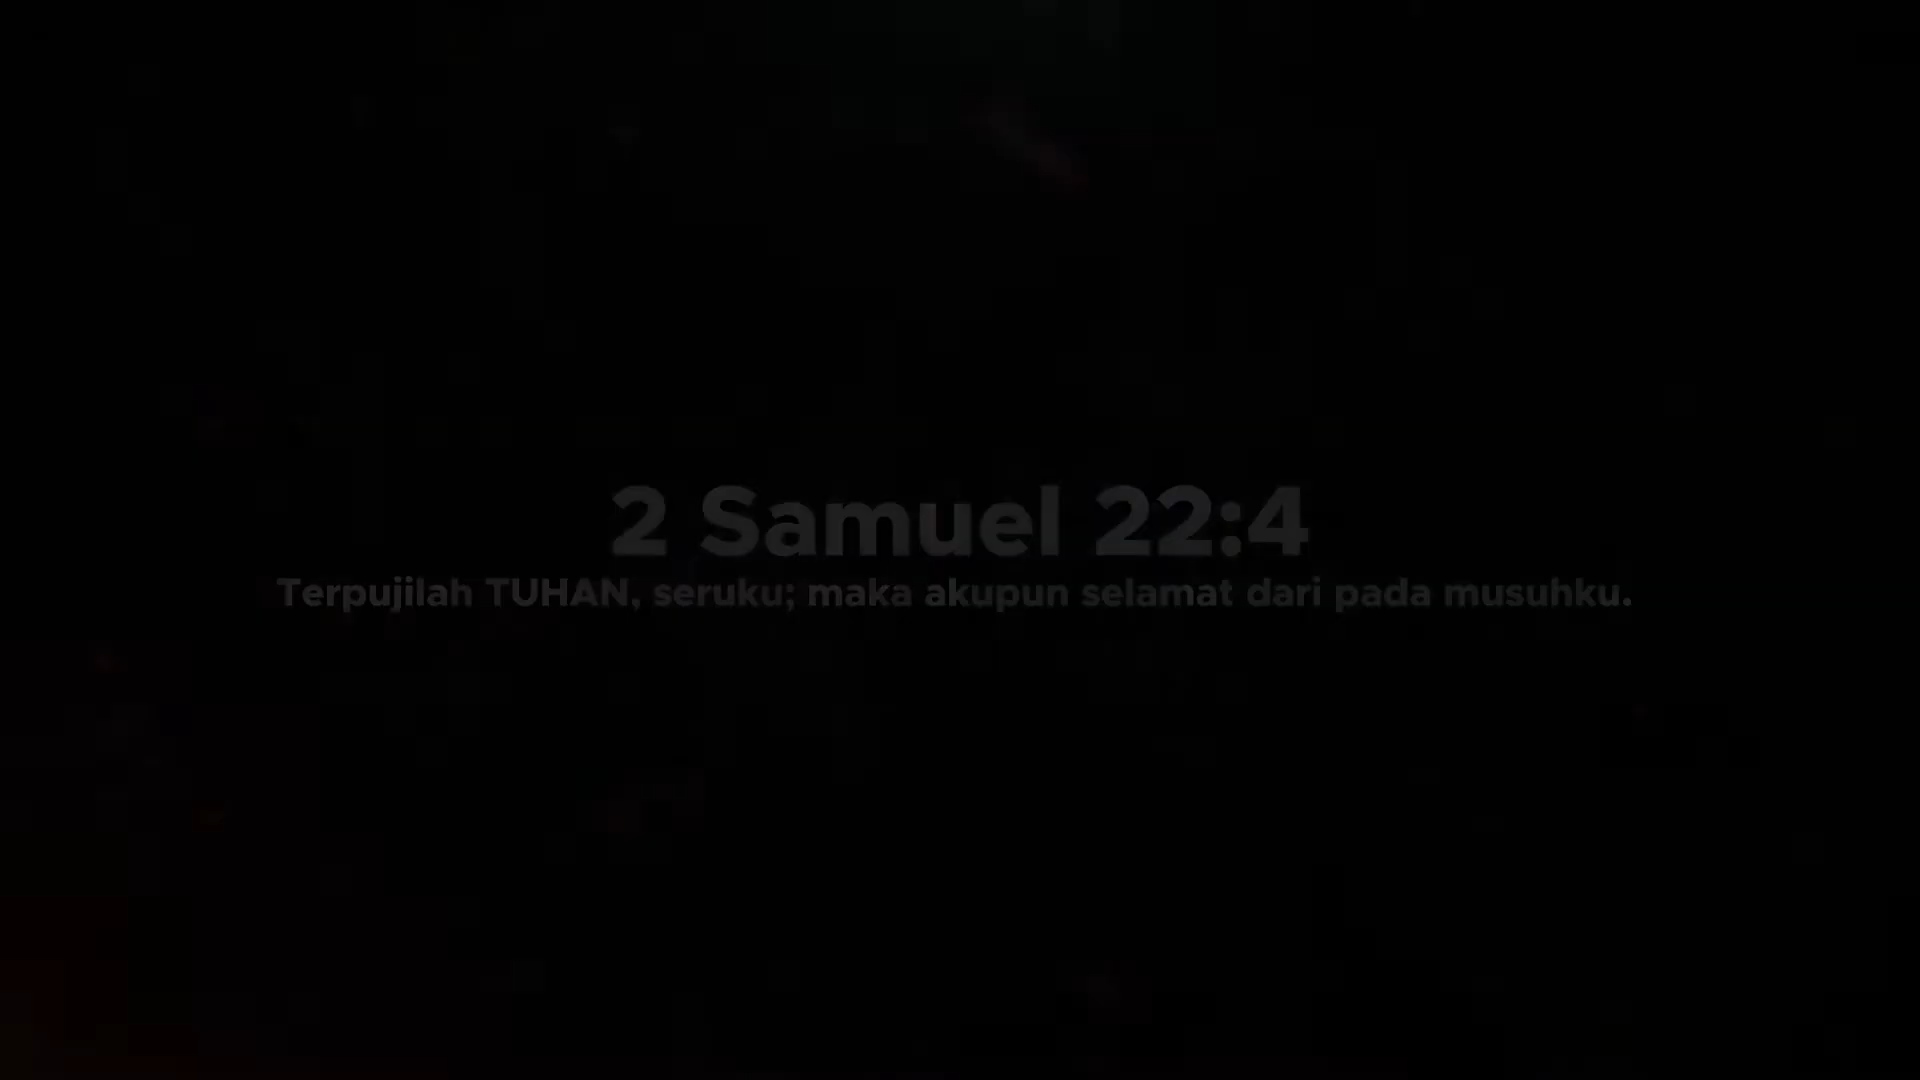 2 Samuel 22:4
Terpujilah TUHAN, seruku; maka akupun selamat dari pada musuhku.